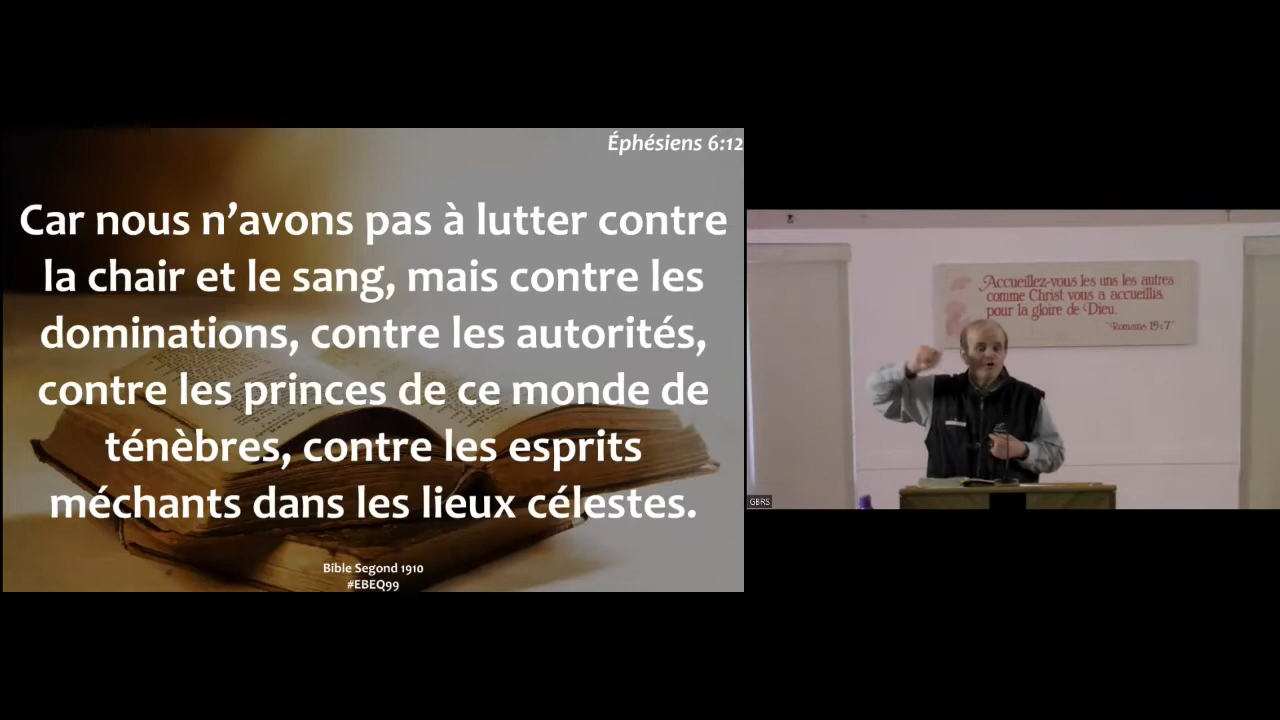 Éphésiens 6:12
Car nous n’avons pas à lutter contre
la chair et le sang, mais contre les
dominations, contre les autorités,
contre les princes de ce monde de
ténèbres, contre les esprits
méchants dans les lieux célestes.
Bible Segond 1910
#EBEQ99
Accueillez-vous les uns les autres
comme Christ vous a accueillis,
pour la gloire de Dieu.
"Romains 15:7"
GBRS